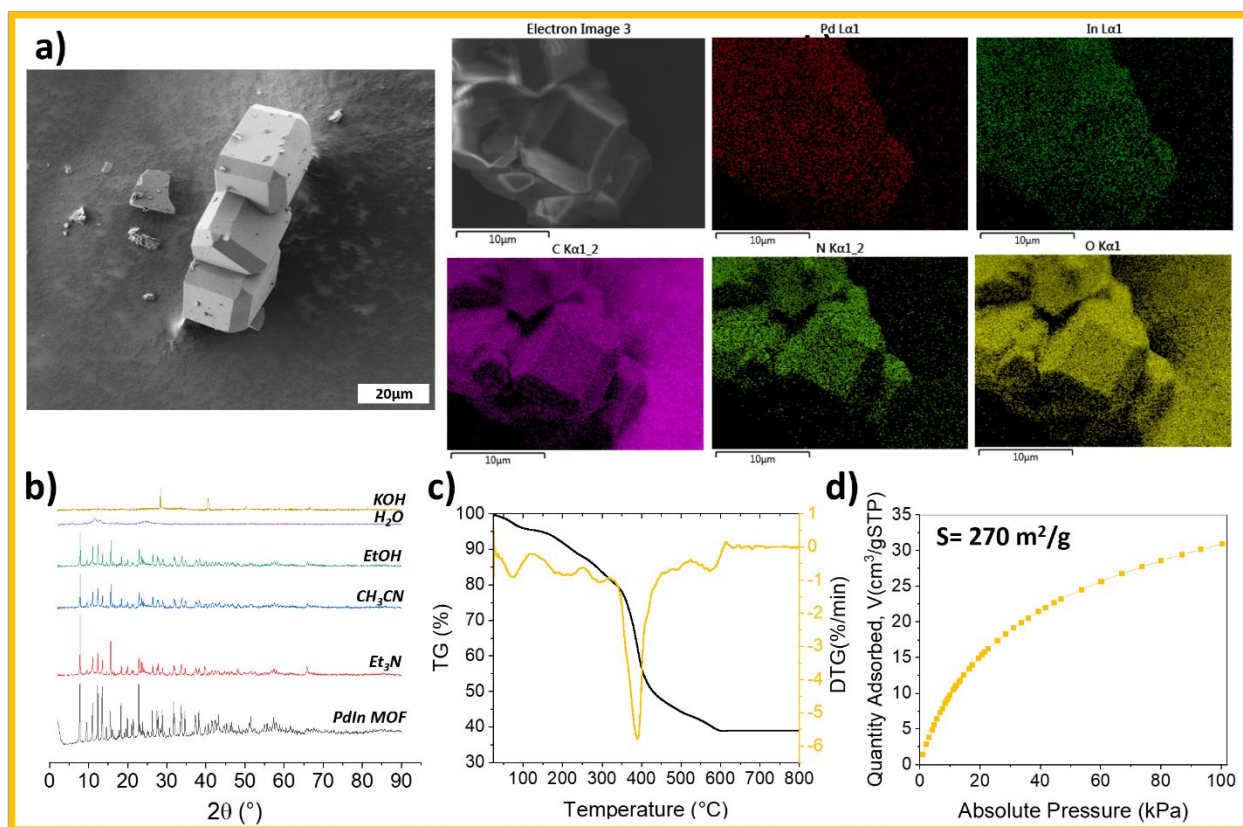 a)
20μm
Electron Image 3
10μm
Pd Lα1
10μm
In Lα1
10μm
C Kα1_2
10μm
N Kα1_2
10μm
O Kα1
10μm
b)
KOH
H₂O
EtOH
CH₃CN
Et₃N
PdIn MOF
0 10 20 30 40 50 60 70 80 90
2θ (°)
c)
100
90
80
70
60
50
40
30
TG (%)
1
0
-1
-2
-3
-4
-5
-6
DTG(%/min)
100 200 300 400 500 600 700 800
Temperature (°C)
d)
S= 270 m²/g
35
30
25
20
15
10
5
0
Quantity Adsorbed, V(cm³/gSTP)
0 20 40 60 80 100
Absolute Pressure (kPa)